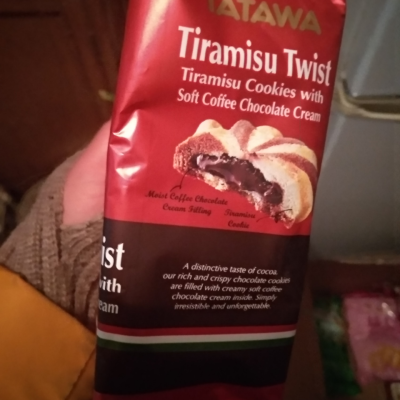 TATAWA
Tiramisu Twist
Tiramisu Cookies with
Soft Coffee Chocolate Cream
Moist Coffee Chocolate
Cream Filling
Tiramisu
Cookie
ist
with
eam
A distinctive taste of cocoa,
our rich and crispy chocolate cookies
are filled with creamy soft coffee
chocolate cream inside. Simply
irresistible and unforgettable.